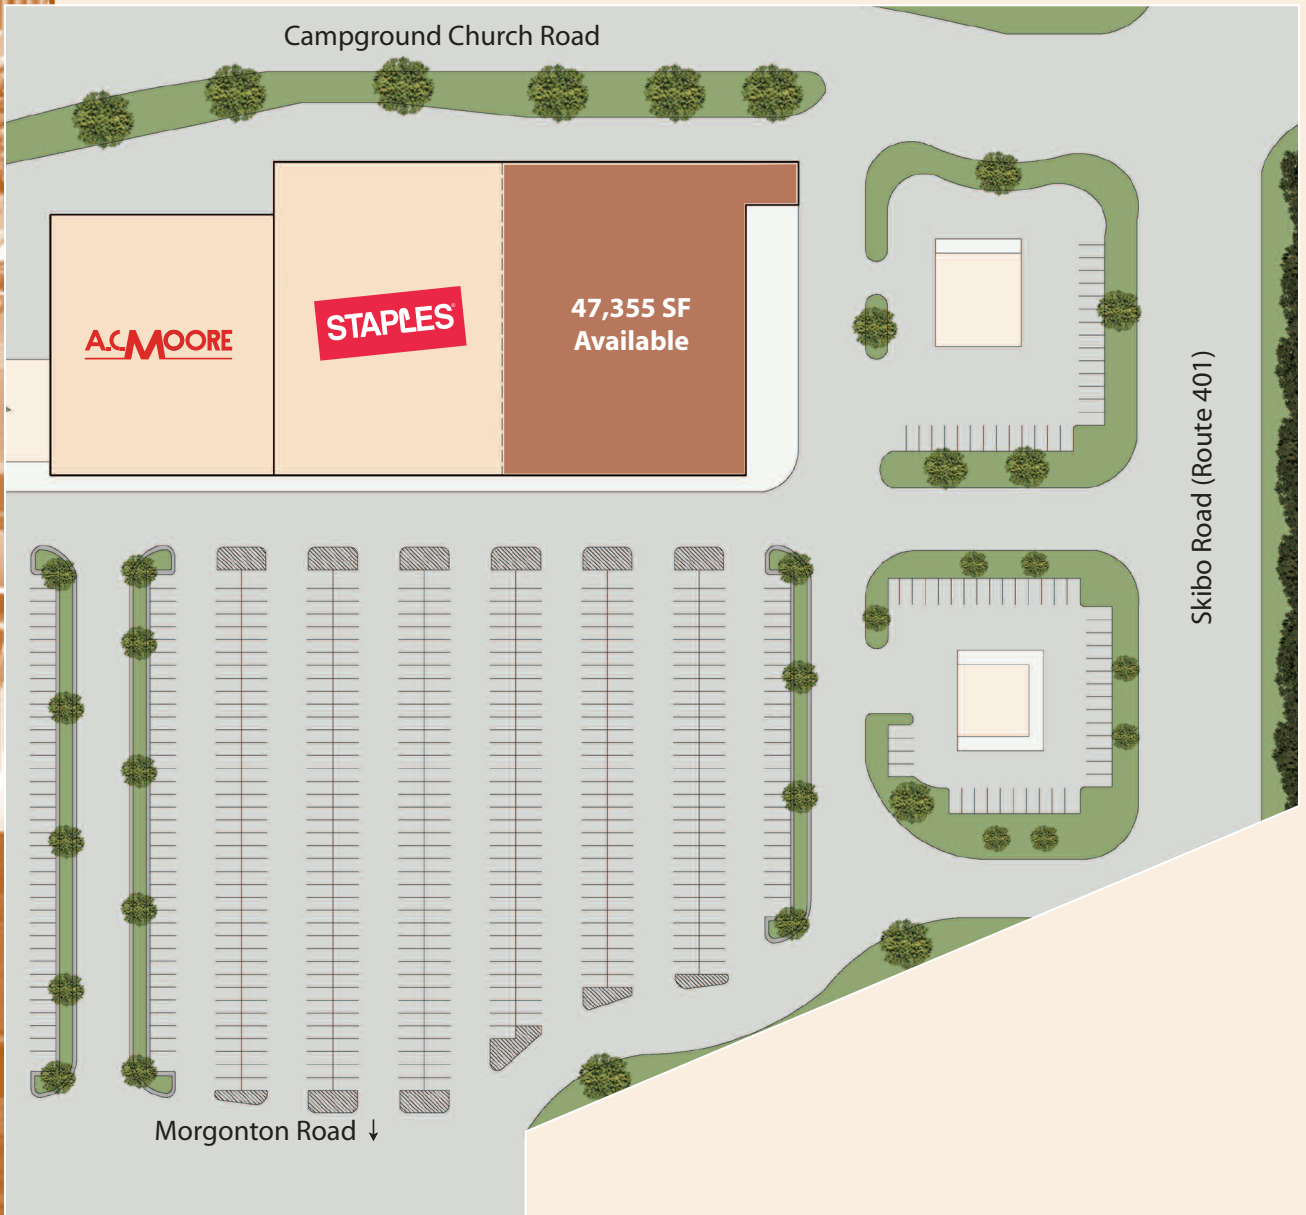 Campground Church Road
A.C.MOORE
STAPLES
47,355 SF
Available
Skibo Road (Route 401)
Morgonton Road ↓